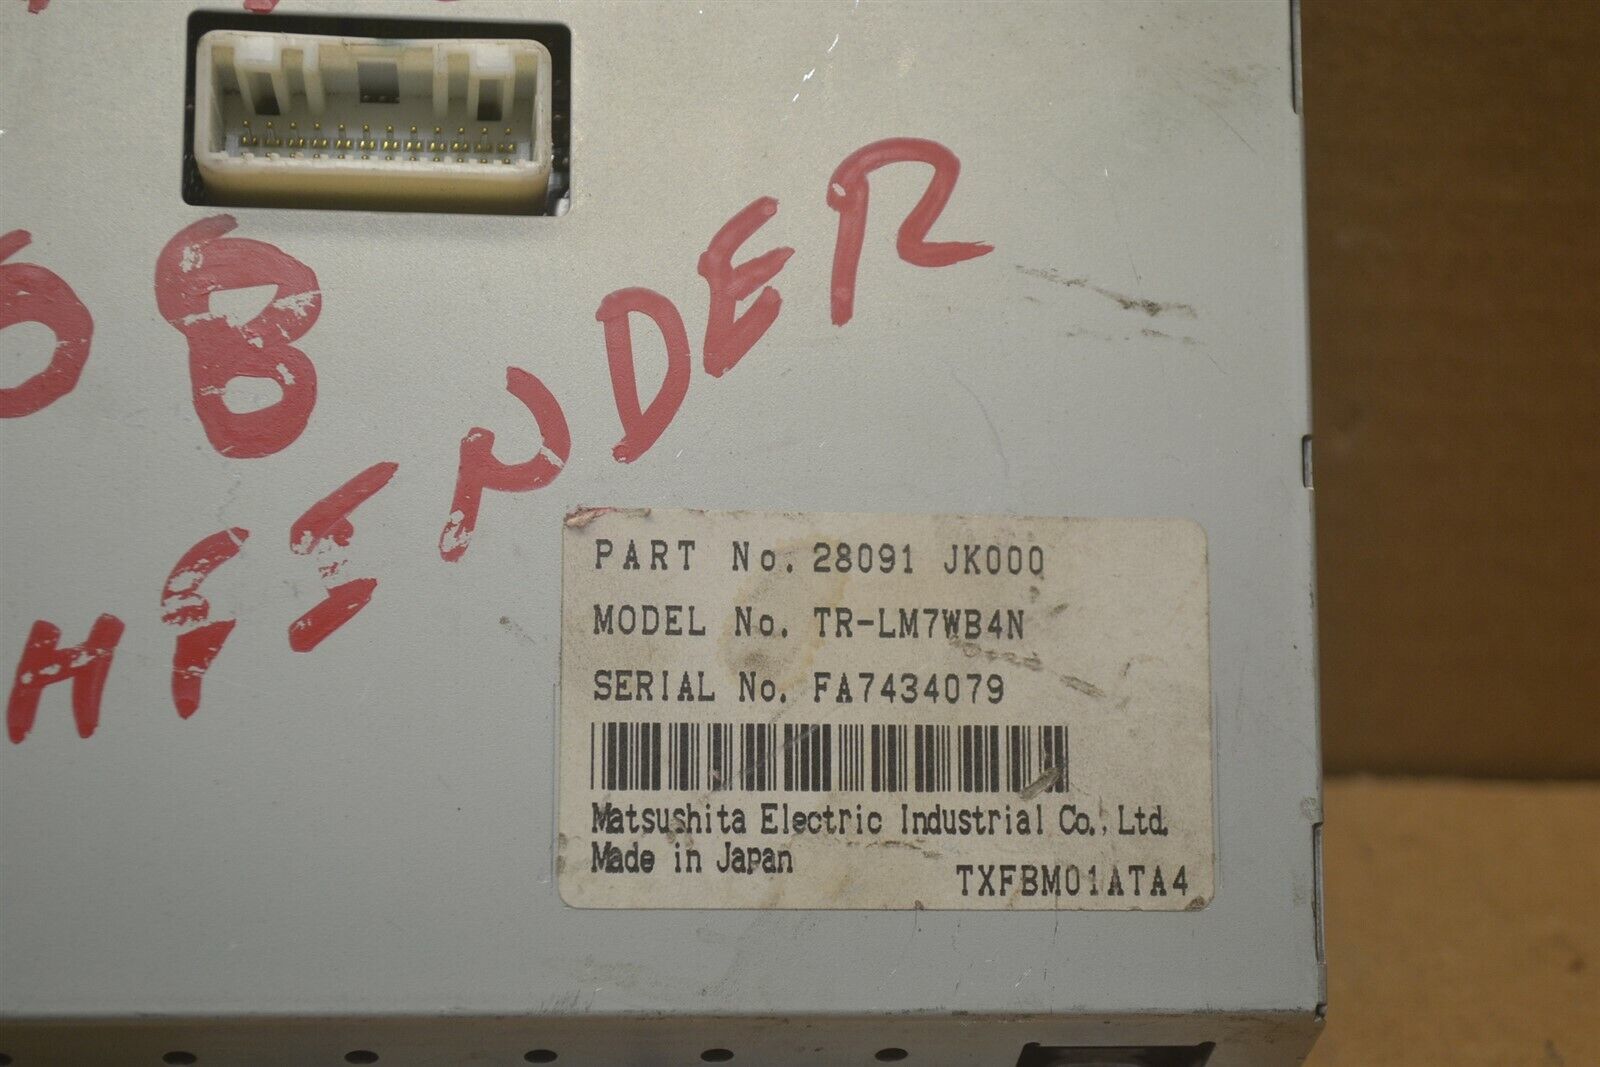 08
HFENDER
PART No. 28091 JK000
MODEL No. TR-LM7WB4N
SERIAL No. FA7434079
Matsushita Electric Industrial Co., Ltd.
Made in Japan
TXFBM01ATA4